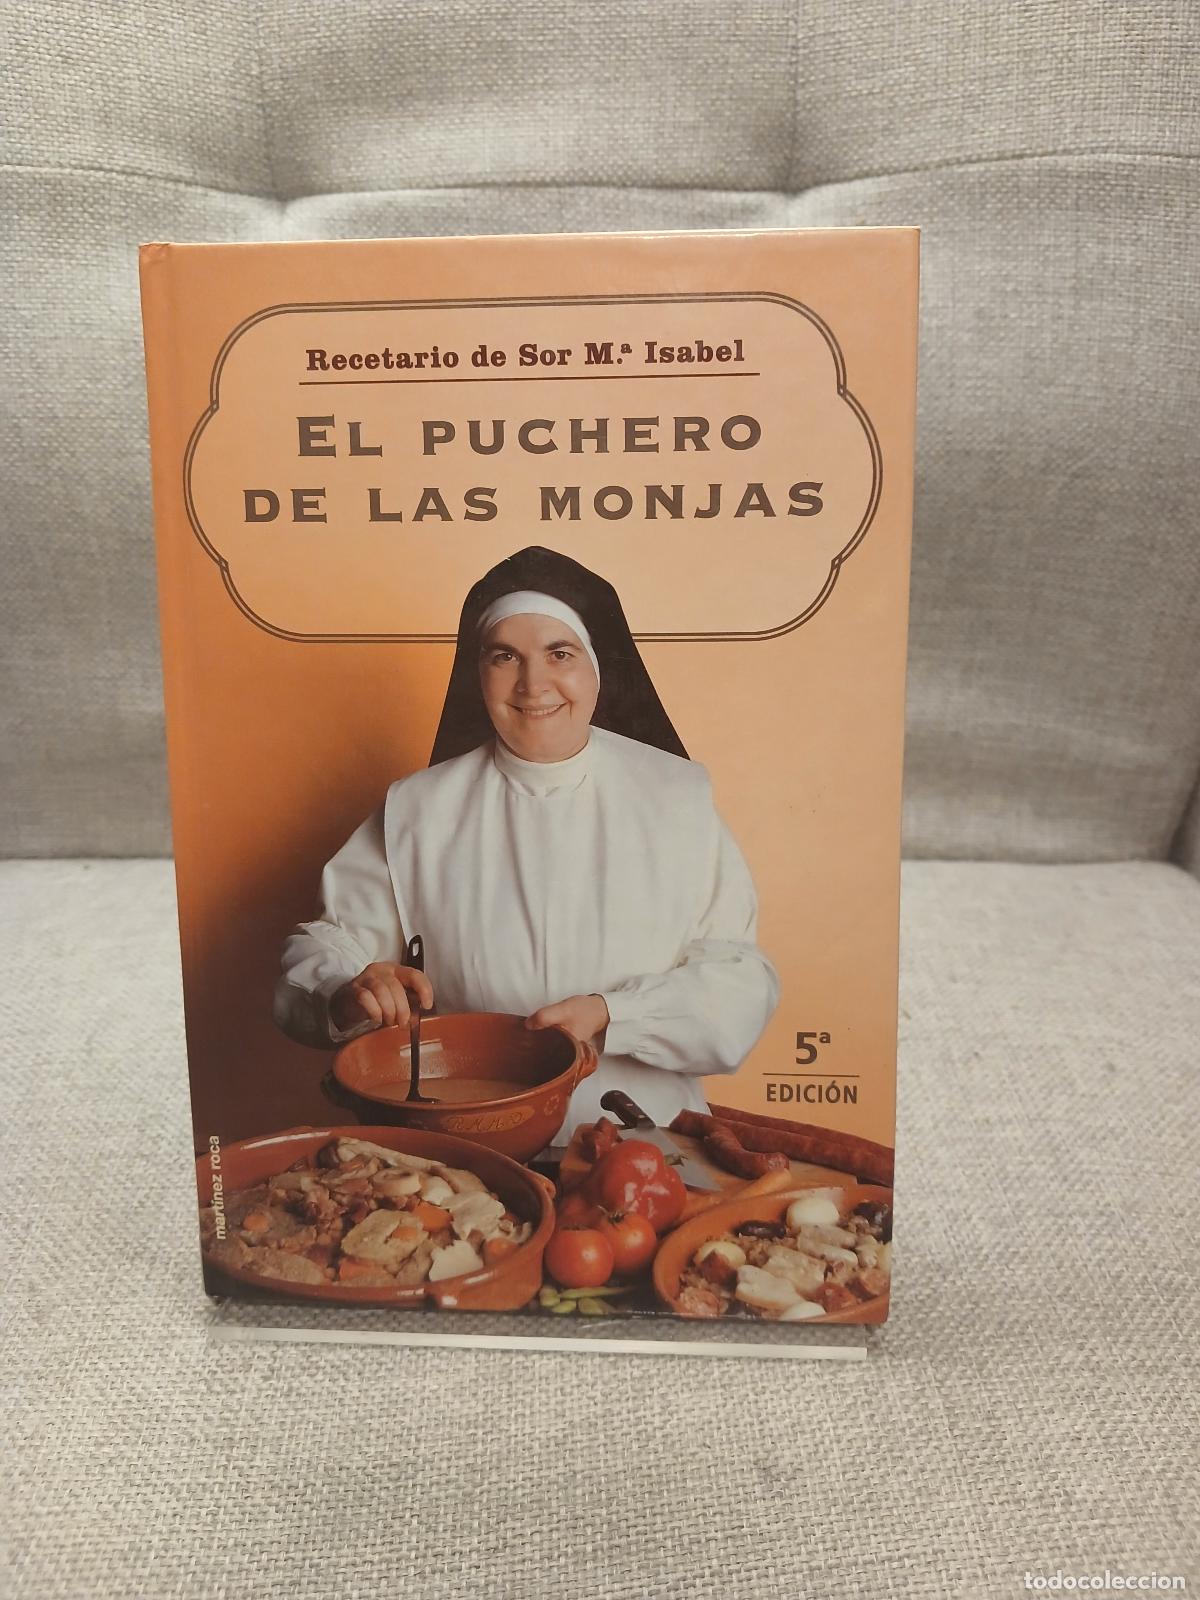 Recetario de Sor M.ª Isabel
EL PUCHERO
DE LAS MONJAS
5ª
EDICIÓN
martínez roca
todocoleccion